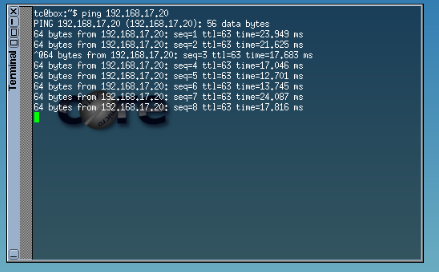 Terminal
tc@box:~$ ping 192.168.17.20
PING 192.168.17.20 (192.168.17.20): 56 data bytes
64 bytes from 192.168.17.20: seq=1 ttl=63 time=23.949 ms
64 bytes from 192.168.17.20: seq=2 ttl=63 time=21.625 ms
^@64 bytes from 192.168.17.20: seq=3 ttl=63 time=17.683 ms
64 bytes from 192.168.17.20: seq=4 ttl=63 time=17.046 ms
64 bytes from 192.168.17.20: seq=5 ttl=63 time=12.701 ms
64 bytes from 192.168.17.20: seq=6 ttl=63 time=13.745 ms
64 bytes from 192.168.17.20: seq=7 ttl=63 time=24.087 ms
64 bytes from 192.168.17.20: seq=8 ttl=63 time=17.816 ms